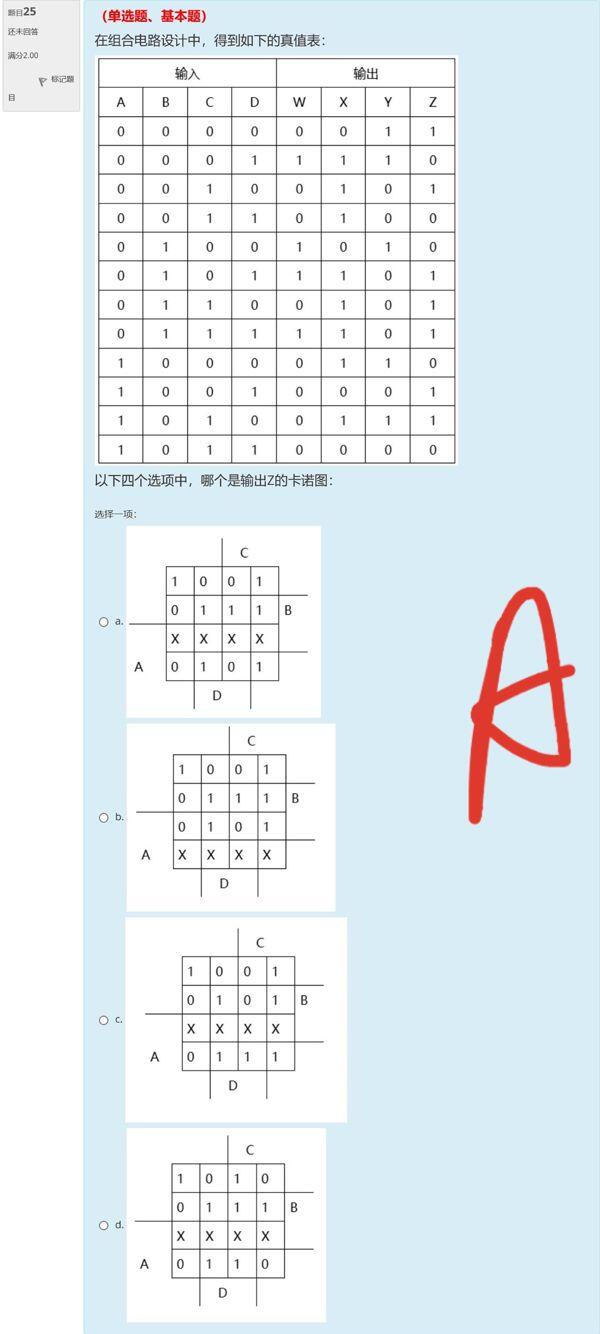 题目25
还未回答
满分2.00
标记题
目
（单选题、基本题）
在组合电路设计中，得到如下的真值表：
输入 输出
A B C D W X Y Z
0 0 0 0 0 0 1 1
0 0 0 1 1 1 1 0
0 0 1 0 0 1 0 1
0 0 1 1 0 1 0 0
0 1 0 0 1 0 1 0
0 1 0 1 1 1 0 1
0 1 1 0 0 1 0 1
0 1 1 1 1 1 0 1
1 0 0 0 0 1 1 0
1 0 0 1 0 0 0 1
1 0 1 0 0 1 1 1
1 0 1 1 0 0 0 0
以下四个选项中，哪个是输出Z的卡诺图：
选择一项：
a.
C
1 0 0 1
0 1 1 1 B
X X X X
A 0 1 0 1
D
b.
C
1 0 0 1
0 1 1 1 B
0 1 0 1
A X X X X
D
c.
C
1 0 0 1
0 1 0 1 B
X X X X
A 0 1 1 1
D
d.
C
1 0 1 0
0 1 1 1 B
X X X X
A 0 1 1 0
D
A